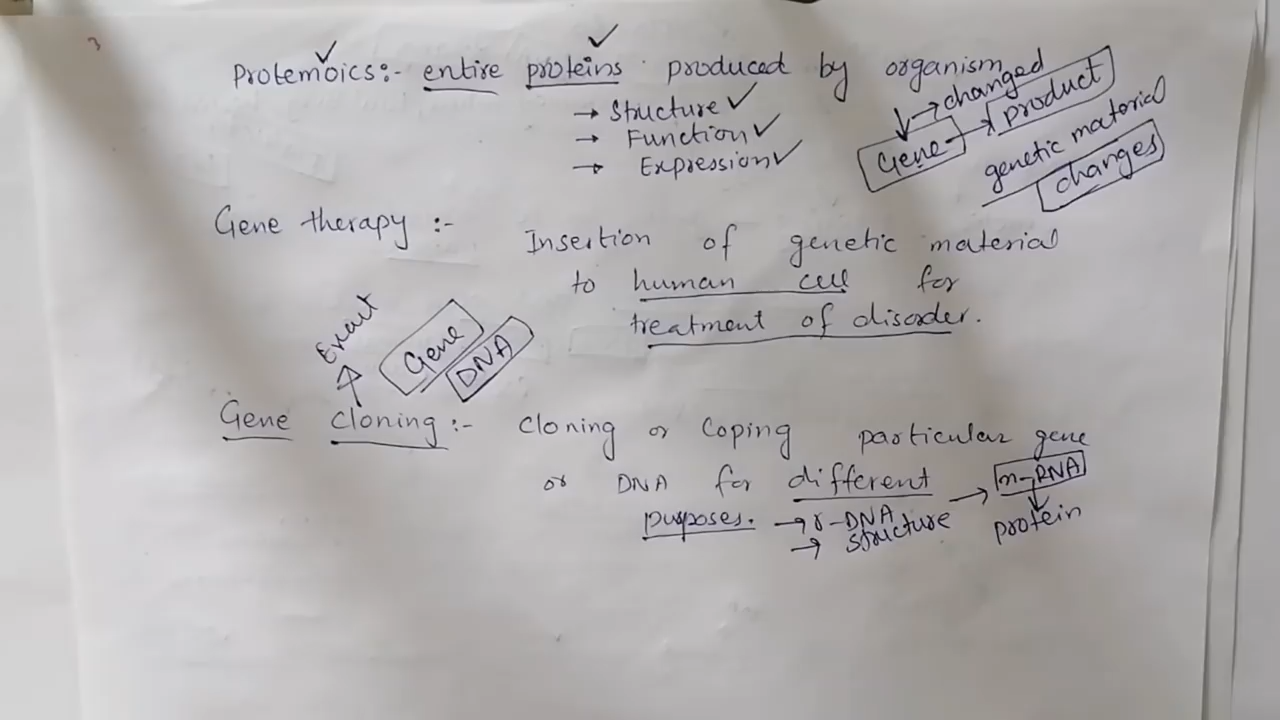 Protemoics:- entire proteins produced by organism
→ Structure ✓
→ Function ✓
→ Expression ✓
→ changed
Gene → product
genetic material
changes
Gene therapy :- Insertion of genetic material
to human cell for
treatment of disorder.
Exact
Gene
DNA
Gene cloning :- Cloning or Coping particular gene
or DNA for different
purposes. → r-DNA
→ structure → m-RNA
protein